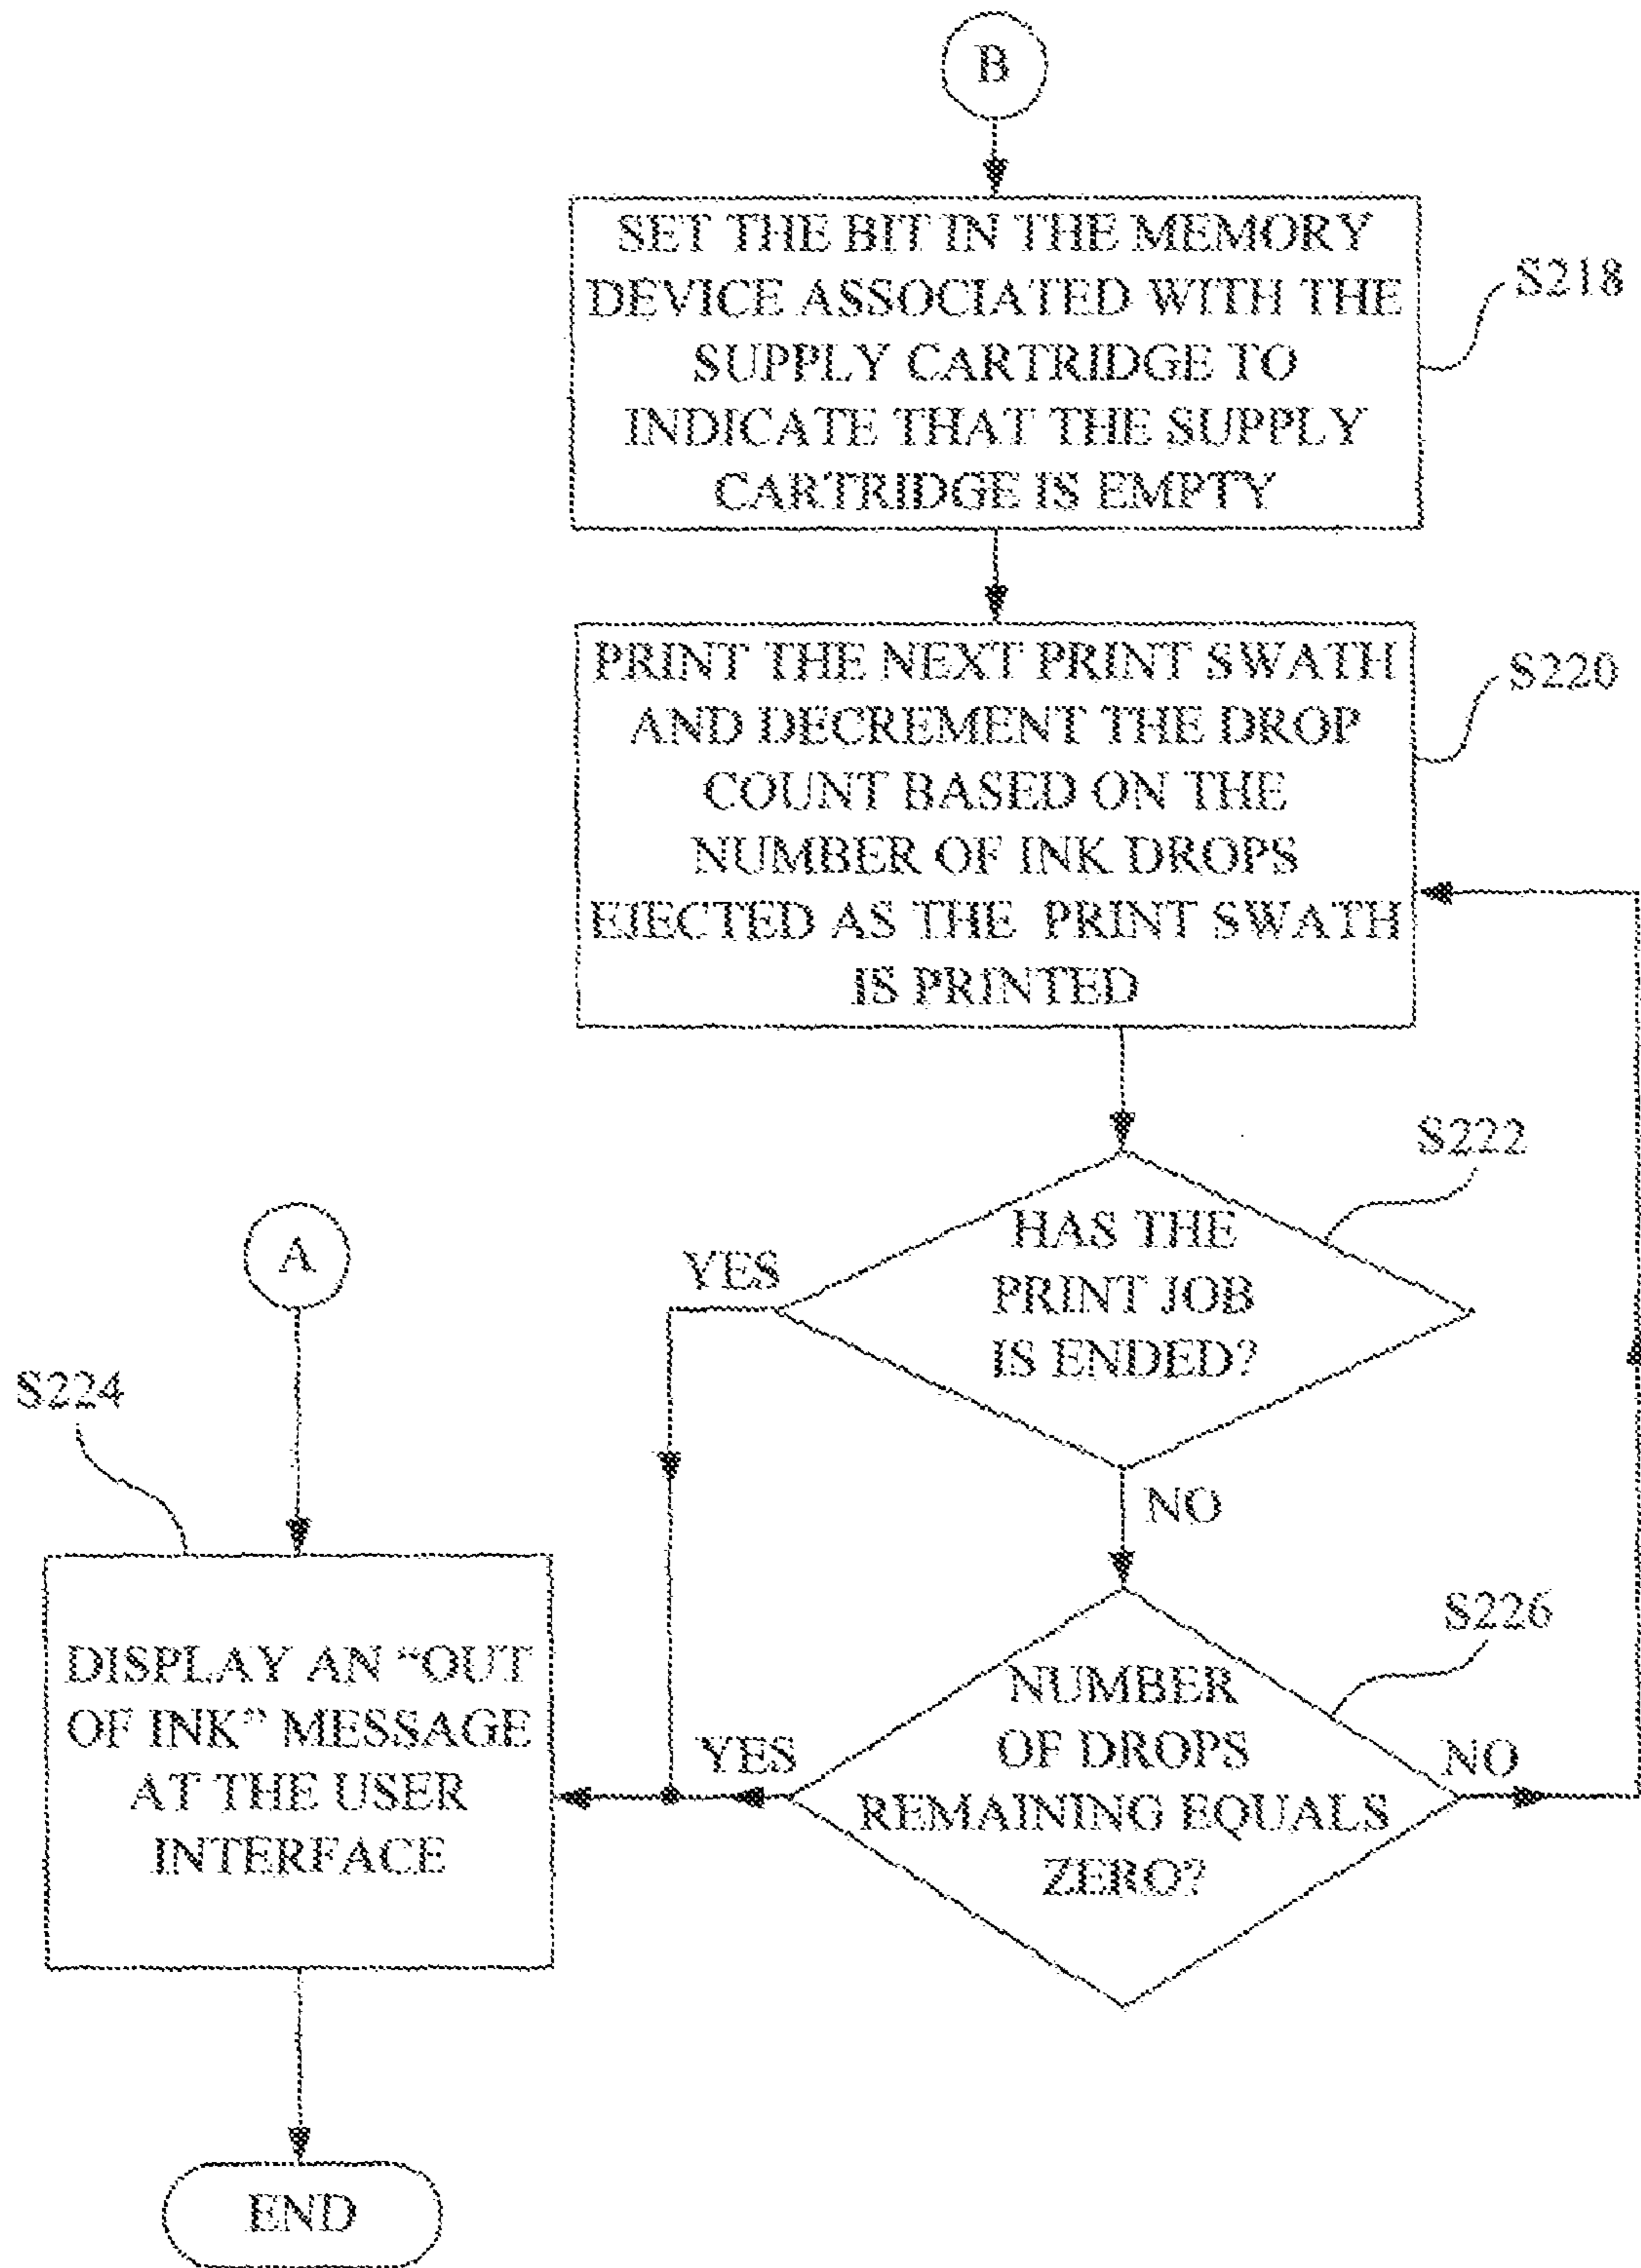 B
SET THE BIT IN THE MEMORY
DEVICE ASSOCIATED WITH THE
SUPPLY CARTRIDGE TO
INDICATE THAT THE SUPPLY
CARTRIDGE IS EMPTY
S218
PRINT THE NEXT PRINT SWATH
AND DECREMENT THE DROP
COUNT BASED ON THE
NUMBER OF INK DROPS
EJECTED AS THE PRINT SWATH
IS PRINTED
S220
S222
HAS THE
PRINT JOB
IS ENDED?
YES
NO
A
S224
DISPLAY AN “OUT
OF INK” MESSAGE
AT THE USER
INTERFACE
S226
NUMBER
OF DROPS
REMAINING EQUALS
ZERO?
YES
NO
END